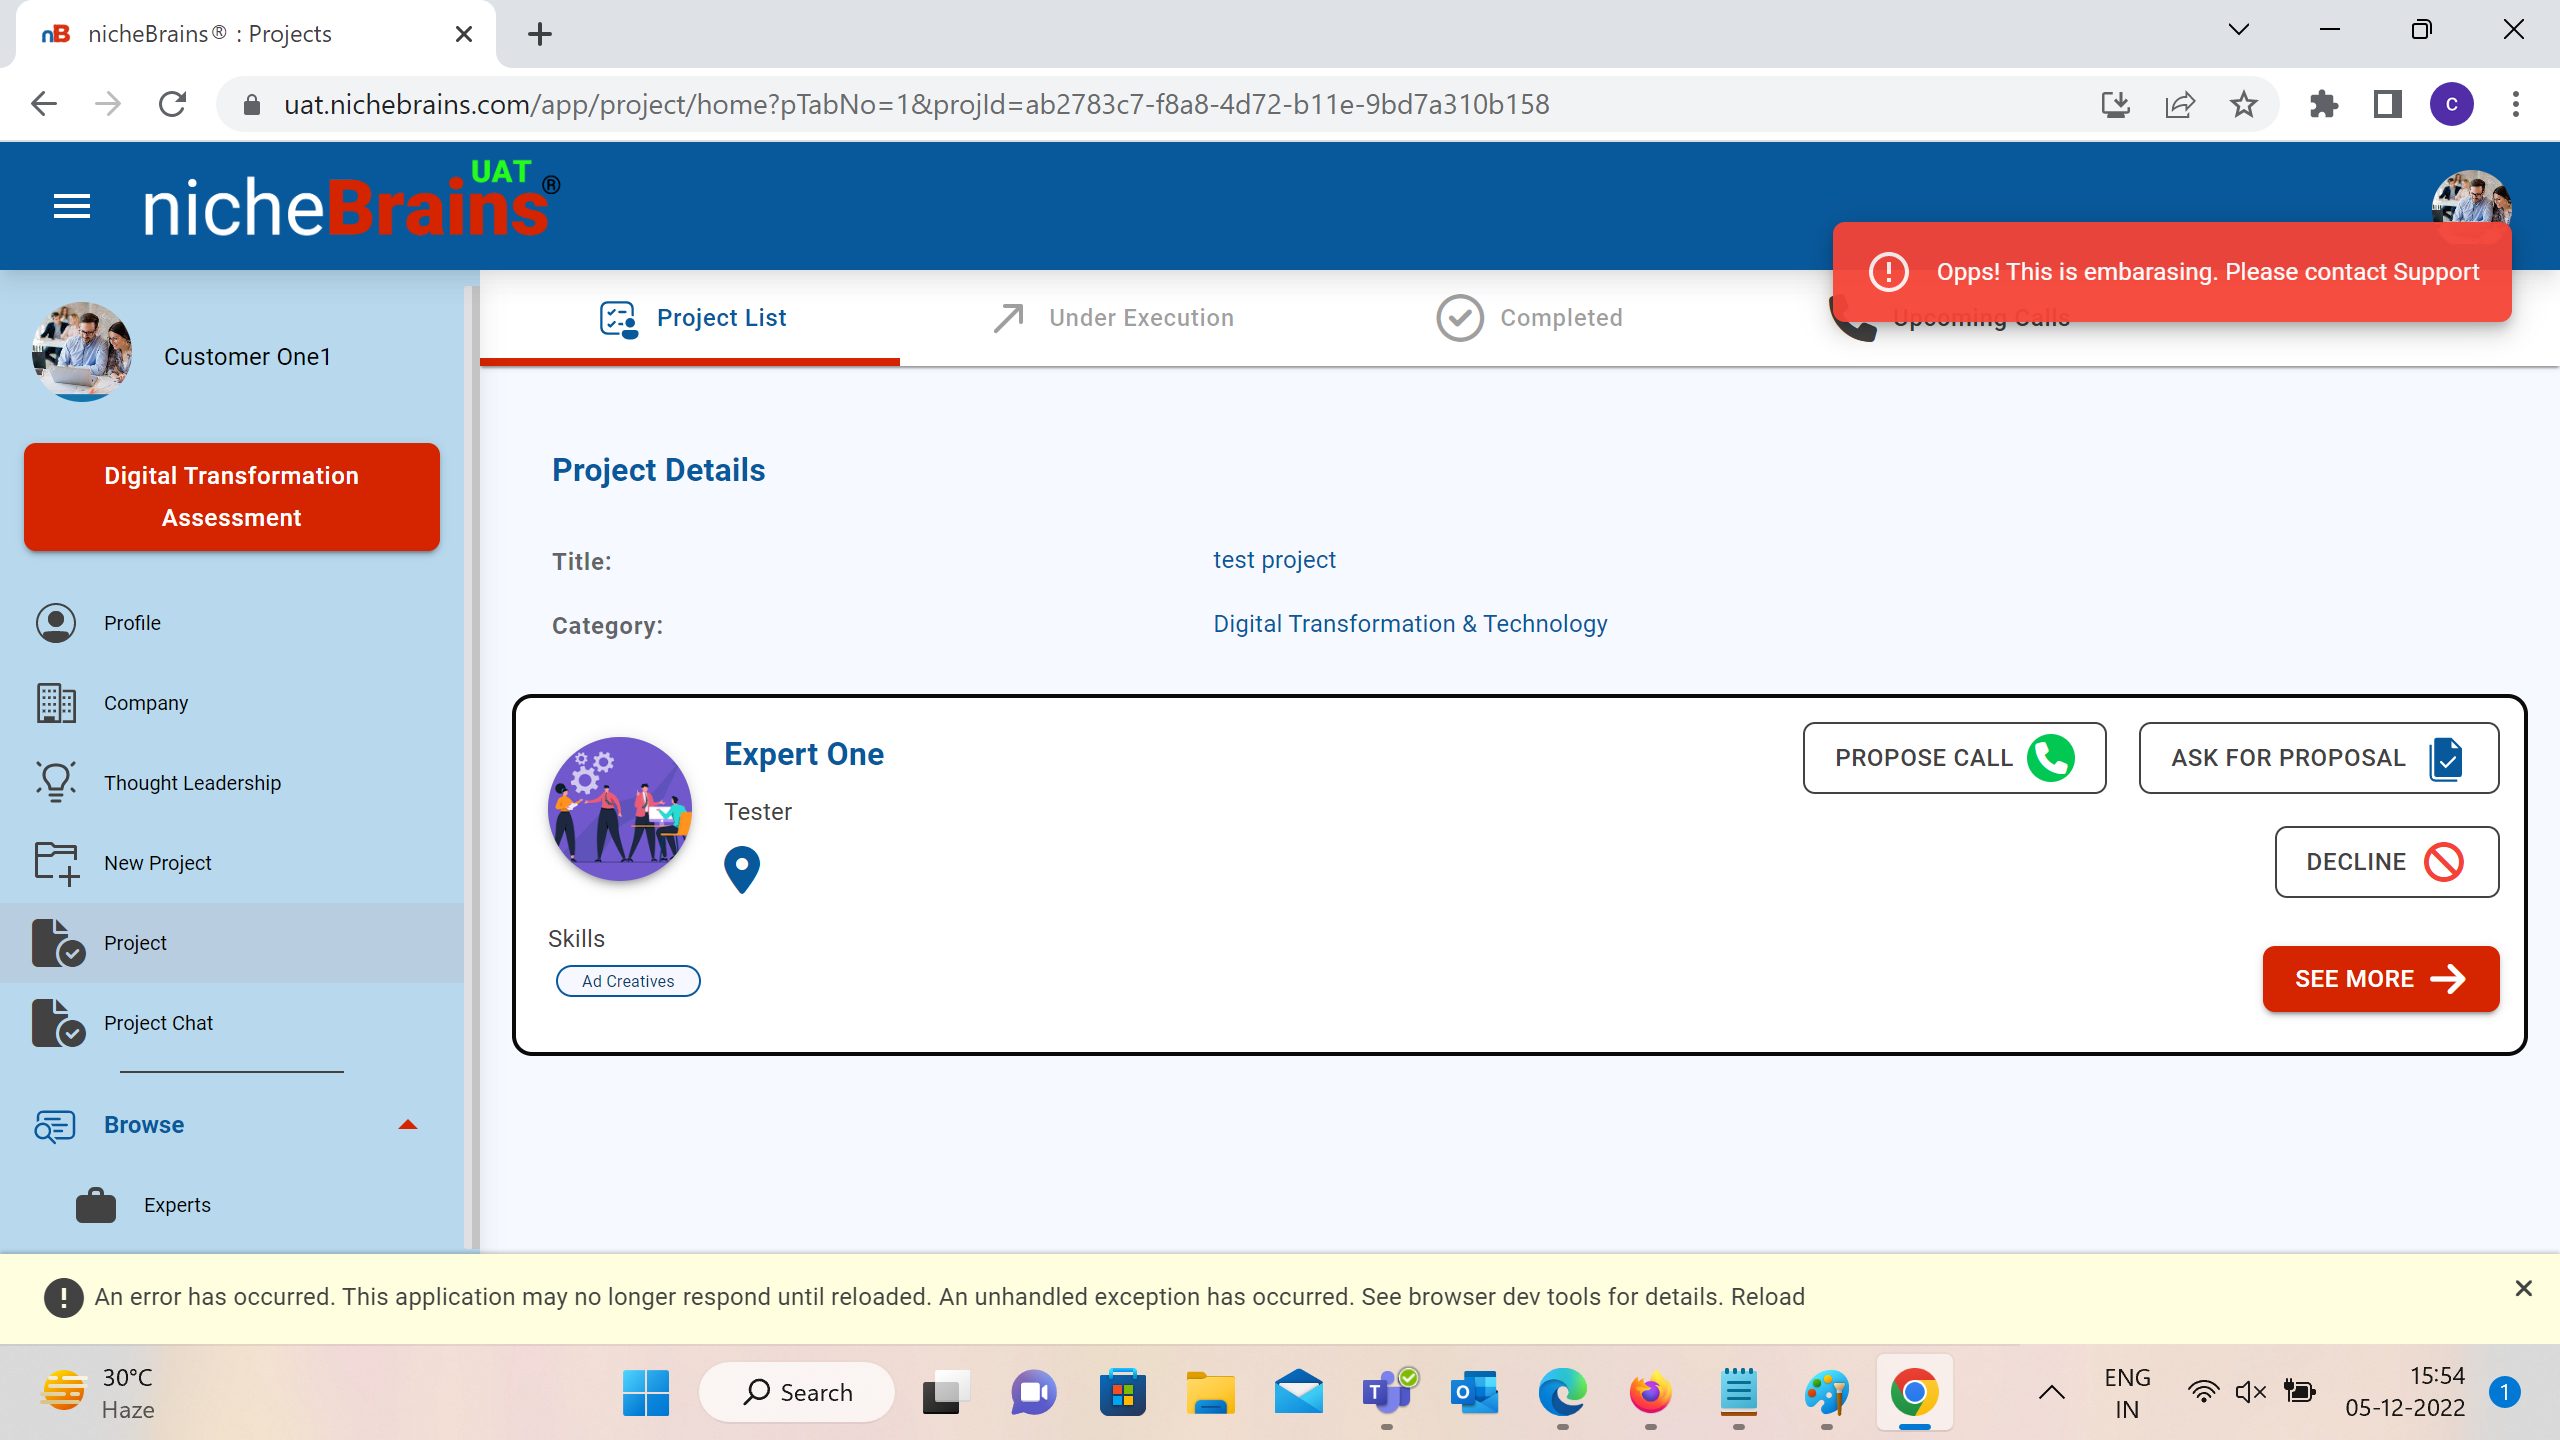 nB nicheBrains® : Projects
uat.nichebrains.com/app/project/home?pTabNo=1&projId=ab2783c7-f8a8-4d72-b11e-9bd7a310b158
C
nicheBrains®
UAT
Opps! This is embarasing. Please contact Support
Customer One1
Project List
Under Execution
Completed
Upcoming Calls
Digital Transformation
Assessment
Profile
Company
Thought Leadership
New Project
Project
Project Chat
Browse
Experts
Project Details
Title:
test project
Category:
Digital Transformation & Technology
Expert One
Tester
PROPOSE CALL
ASK FOR PROPOSAL
DECLINE
Skills
Ad Creatives
SEE MORE
An error has occurred. This application may no longer respond until reloaded. An unhandled exception has occurred. See browser dev tools for details. Reload
30°C
Haze
Search
ENG
IN
15:54
05-12-2022
1